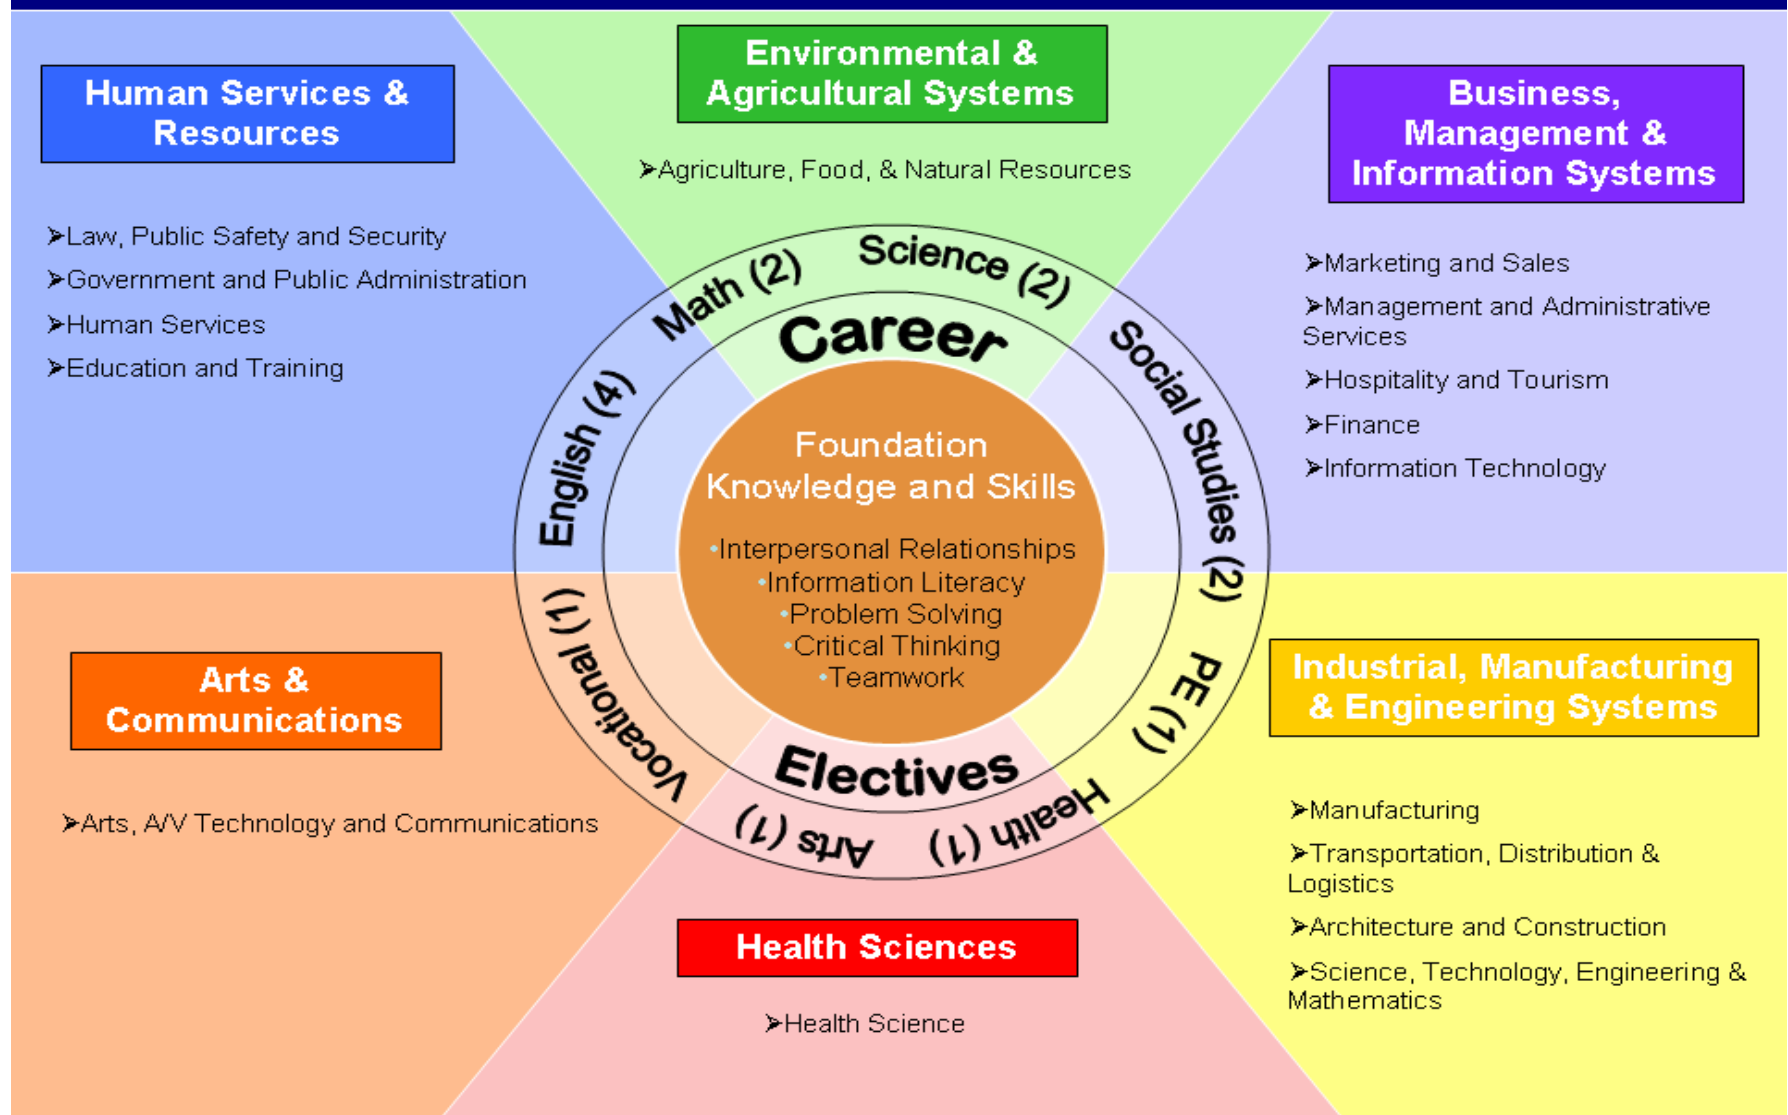 Human Services &
Resources
➢Law, Public Safety and Security
➢Government and Public Administration
➢Human Services
➢Education and Training
Environmental &
Agricultural Systems
➢Agriculture, Food, & Natural Resources
Business,
Management &
Information Systems
➢Marketing and Sales
➢Management and Administrative
Services
➢Hospitality and Tourism
➢Finance
➢Information Technology
English (4)
Math (2)
Science (2)
Social Studies (2)
PE (1)
Health (1)
Arts (1)
Vocational (1)
Career
Electives
Foundation
Knowledge and Skills
•Interpersonal Relationships
•Information Literacy
•Problem Solving
•Critical Thinking
•Teamwork
Arts &
Communications
➢Arts, A/V Technology and Communications
Health Sciences
➢Health Science
Industrial, Manufacturing
& Engineering Systems
➢Manufacturing
➢Transportation, Distribution &
Logistics
➢Architecture and Construction
➢Science, Technology, Engineering &
Mathematics